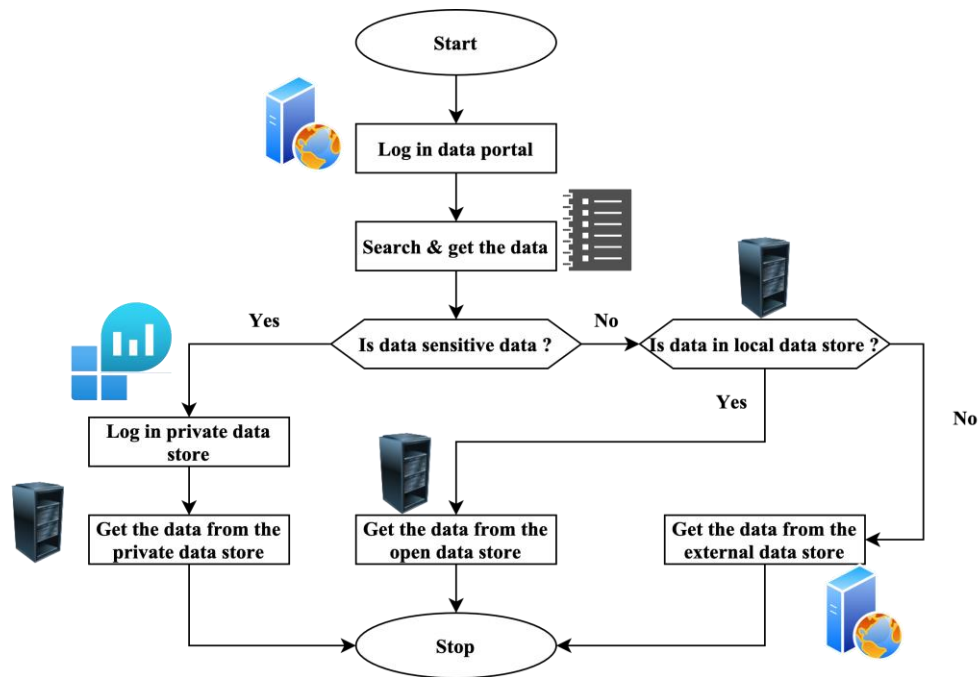 Start
Log in data portal
Search & get the data
Yes
No
Is data sensitive data ?
Is data in local data store ?
Yes
No
Log in private data
store
Get the data from the
private data store
Get the data from the
open data store
Get the data from the
external data store
Stop